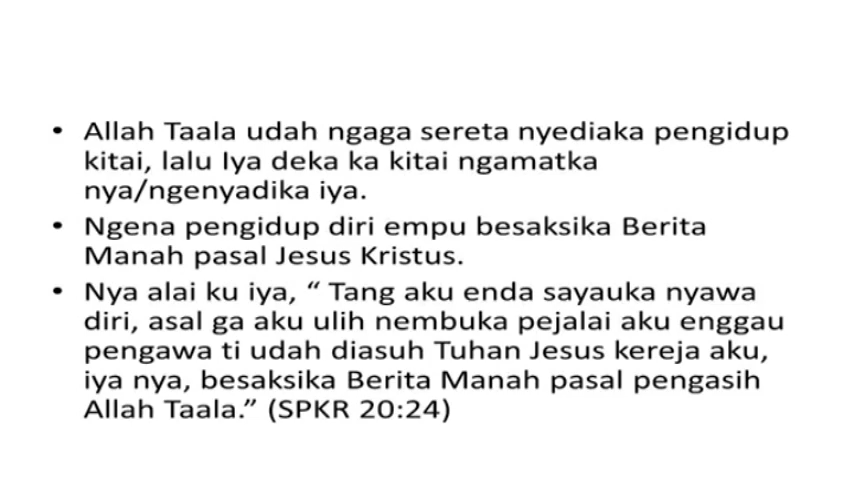 • Allah Taala udah ngaga sereta nyediaka pengidup
kitai, lalu Iya deka ka kitai ngamatka
nya/ngenyadika iya.
• Ngena pengidup diri empu besaksika Berita
Manah pasal Jesus Kristus.
• Nya alai ku iya, “ Tang aku enda sayauka nyawa
diri, asal ga aku ulih nembuka pejalai aku enggau
pengawa ti udah diasuh Tuhan Jesus kereja aku,
iya nya, besaksika Berita Manah pasal pengasih
Allah Taala.” (SPKR 20:24)